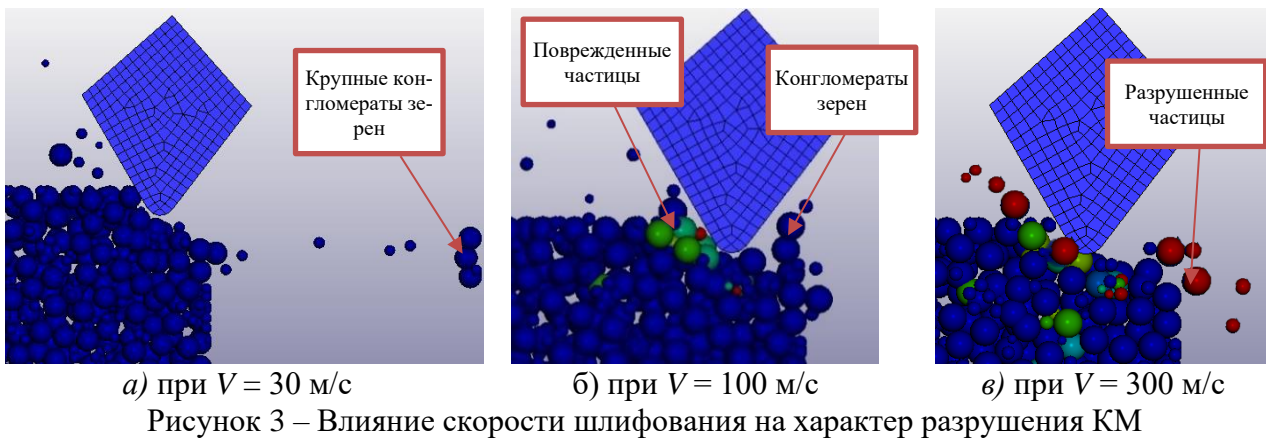 Крупные кон-
гломераты зе-
рен
Поврежденные
частицы
Конгломераты
зерен
Разрушенные
частицы
а) при V = 30 м/с
б) при V = 100 м/с
в) при V = 300 м/с
Рисунок 3 – Влияние скорости шлифования на характер разрушения КМ